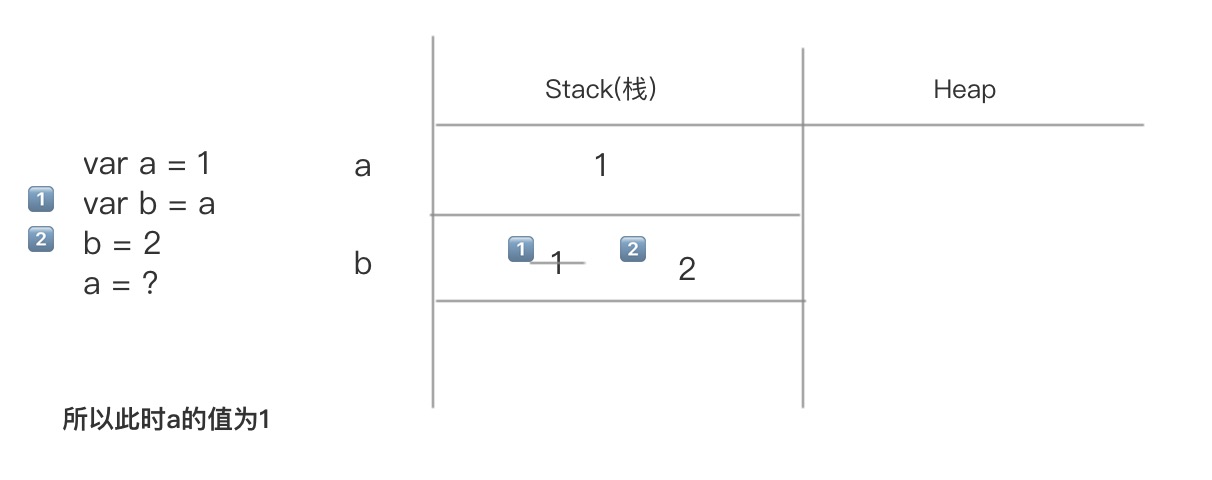 Stack(栈) Heap
var a = 1
1 var b = a
2 b = 2
a = ?
a 1
b 1 1 2 2
所以此时a的值为1